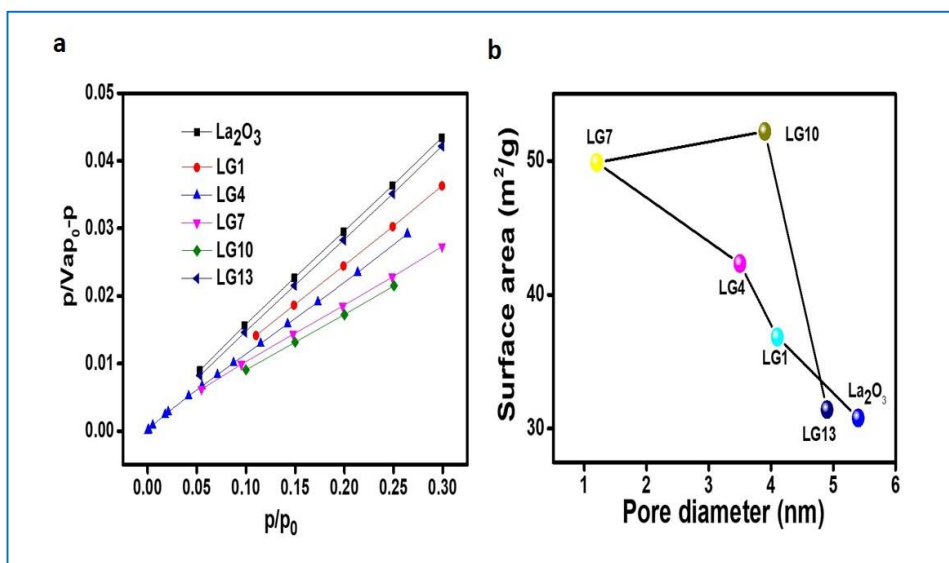 a
0.05
0.04
0.03
0.02
0.01
0.00
p/Vap₀-p
La₂O₃
LG1
LG4
LG7
LG10
LG13
0.00 0.05 0.10 0.15 0.20 0.25 0.30
p/p₀
b
50
40
30
Surface area (m²/g)
LG7
LG10
LG4
LG1
La₂O₃
LG13
1 2 3 4 5 6
Pore diameter (nm)